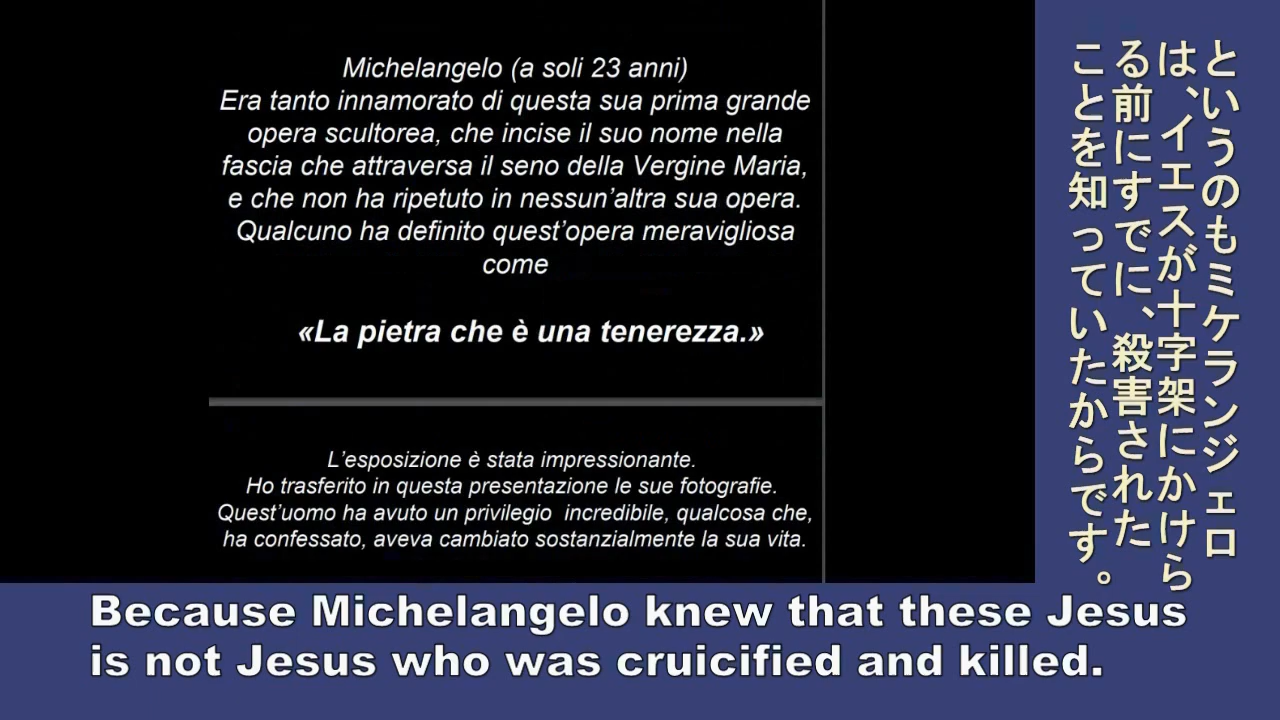 Michelangelo (a soli 23 anni)
Era tanto innamorato di questa sua prima grande
opera scultorea, che incise il suo nome nella
fascia che attraversa il seno della Vergine Maria,
e che non ha ripetuto in nessun’altra sua opera.
Qualcuno ha definito quest’opera meravigliosa
come
«La pietra che è una tenerezza.»
L’esposizione è stata impressionante.
Ho trasferito in questa presentazione le sue fotografie.
Quest’uomo ha avuto un privilegio incredibile, qualcosa che,
ha confessato, aveva cambiato sostanzialmente la sua vita.
というのもミケランジェロ
は、イエスが十字架にかけら
る前にすでに、殺害された
ことを知っていたからです。
Because Michelangelo knew that these Jesus
is not Jesus who was cruicified and killed.